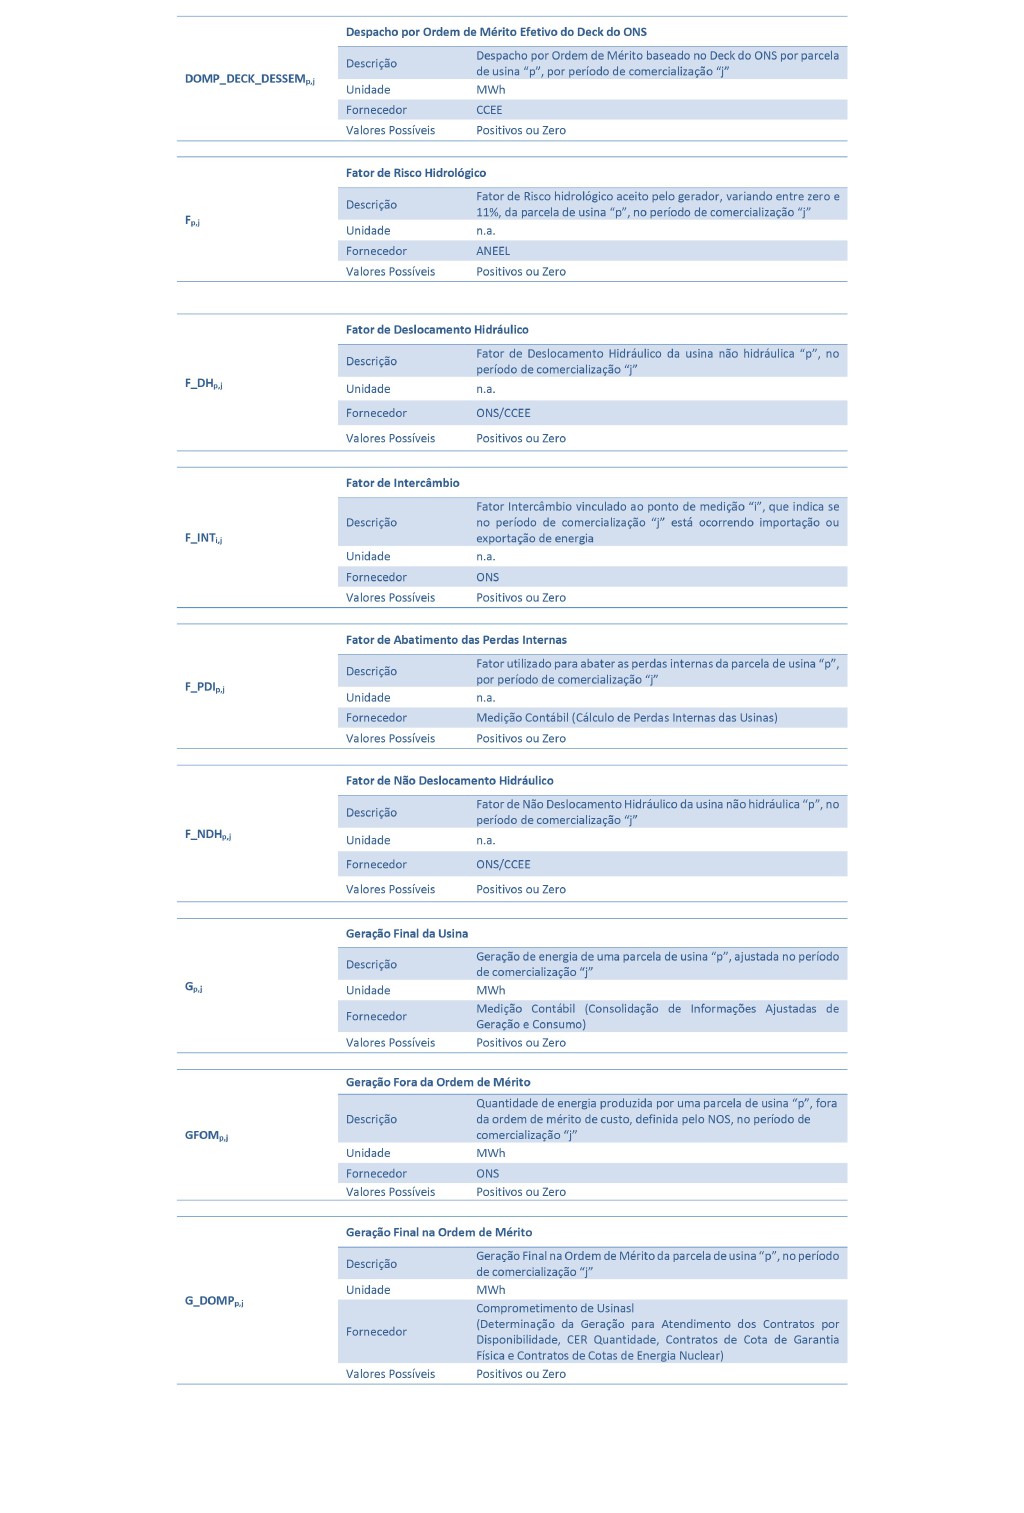 Despacho por Ordem de Mérito Efetivo do Deck do ONS
DOMP_DECK_DESSEMp,j
Descrição
Despacho por Ordem de Mérito baseado no Deck do ONS por parcela
de usina “p”, por período de comercialização “j”
Unidade MWh
Fornecedor CCEE
Valores Possíveis Positivos ou Zero
Fator de Risco Hidrológico
Fp,j
Descrição
Fator de Risco hidrológico aceito pelo gerador, variando entre zero e
11%, da parcela de usina “p”, no período de comercialização “j”
Unidade n.a.
Fornecedor ANEEL
Valores Possíveis Positivos ou Zero
Fator de Deslocamento Hidráulico
F_DHp,j
Descrição
Fator de Deslocamento Hidráulico da usina não hidráulica “p”, no
período de comercialização “j”
Unidade n.a.
Fornecedor ONS/CCEE
Valores Possíveis Positivos ou Zero
Fator de Intercâmbio
F_INTi,j
Descrição
Fator Intercâmbio vinculado ao ponto de medição “i”, que indica se
no período de comercialização “j” está ocorrendo importação ou
exportação de energia
Unidade n.a.
Fornecedor ONS
Valores Possíveis Positivos ou Zero
Fator de Abatimento das Perdas Internas
F_PDIp,j
Descrição
Fator utilizado para abater as perdas internas da parcela de usina “p”,
por período de comercialização “j”
Unidade n.a.
Fornecedor Medição Contábil (Cálculo de Perdas Internas das Usinas)
Valores Possíveis Positivos ou Zero
Fator de Não Deslocamento Hidráulico
F_NDHp,j
Descrição
Fator de Não Deslocamento Hidráulico da usina não hidráulica “p”, no
período de comercialização “j”
Unidade n.a.
Fornecedor ONS/CCEE
Valores Possíveis Positivos ou Zero
Geração Final da Usina
Gp,j
Descrição
Geração de energia de uma parcela de usina “p”, ajustada no período
de comercialização “j”
Unidade MWh
Fornecedor
Medição Contábil (Consolidação de Informações Ajustadas de
Geração e Consumo)
Valores Possíveis Positivos ou Zero
Geração Fora da Ordem de Mérito
GFOMp,j
Descrição
Quantidade de energia produzida por uma parcela de usina “p”, fora
da ordem de mérito de custo, definida pelo NOS, no período de
comercialização “j”
Unidade MWh
Fornecedor ONS
Valores Possíveis Positivos ou Zero
Geração Final na Ordem de Mérito
G_DOMPp,j
Descrição
Geração Final na Ordem de Mérito da parcela de usina “p”, no período
de comercialização “j”
Unidade MWh
Fornecedor
Comprometimento de Usinasl
(Determinação da Geração para Atendimento dos Contratos por
Disponibilidade, CER Quantidade, Contratos de Cota de Garantia
Física e Contratos de Cotas de Energia Nuclear)
Valores Possíveis Positivos ou Zero